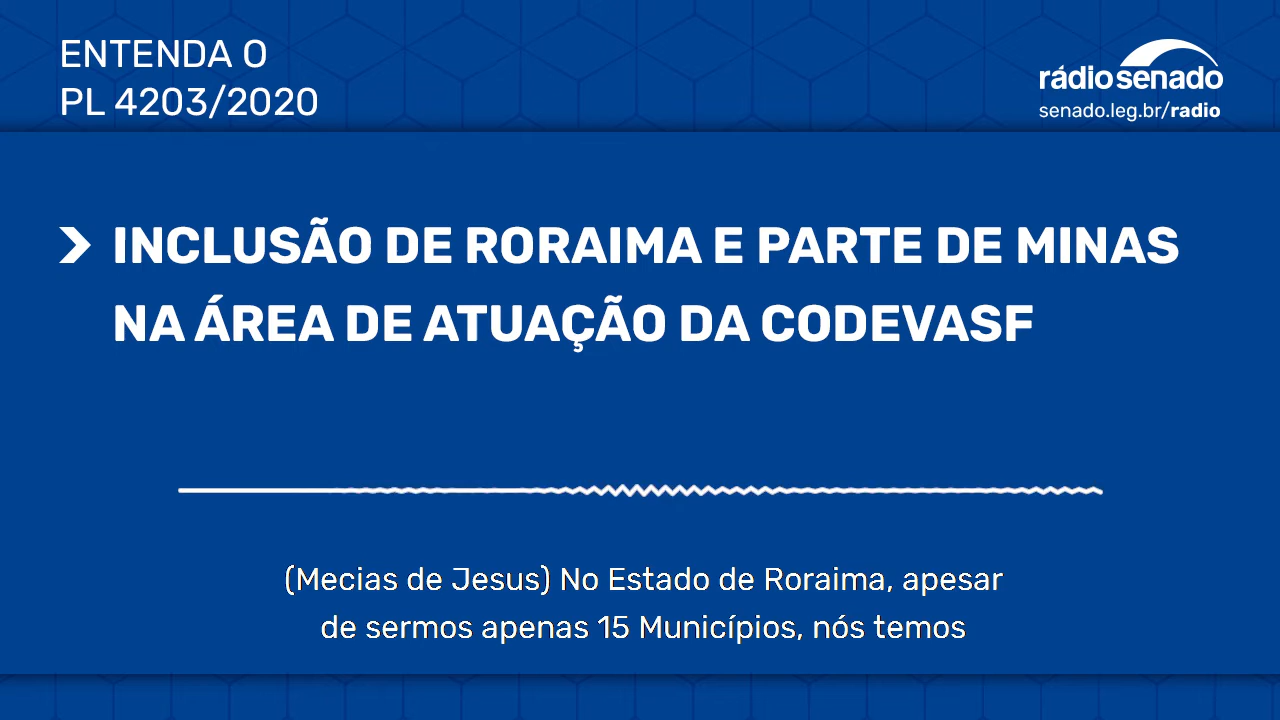 ENTENDA O
PL 4203/2020
rádio senado
senado.leg.br/radio
INCLUSÃO DE RORAIMA E PARTE DE MINAS
NA ÁREA DE ATUAÇÃO DA CODEVASF
(Mecias de Jesus) No Estado de Roraima, apesar
de sermos apenas 15 Municípios, nós temos